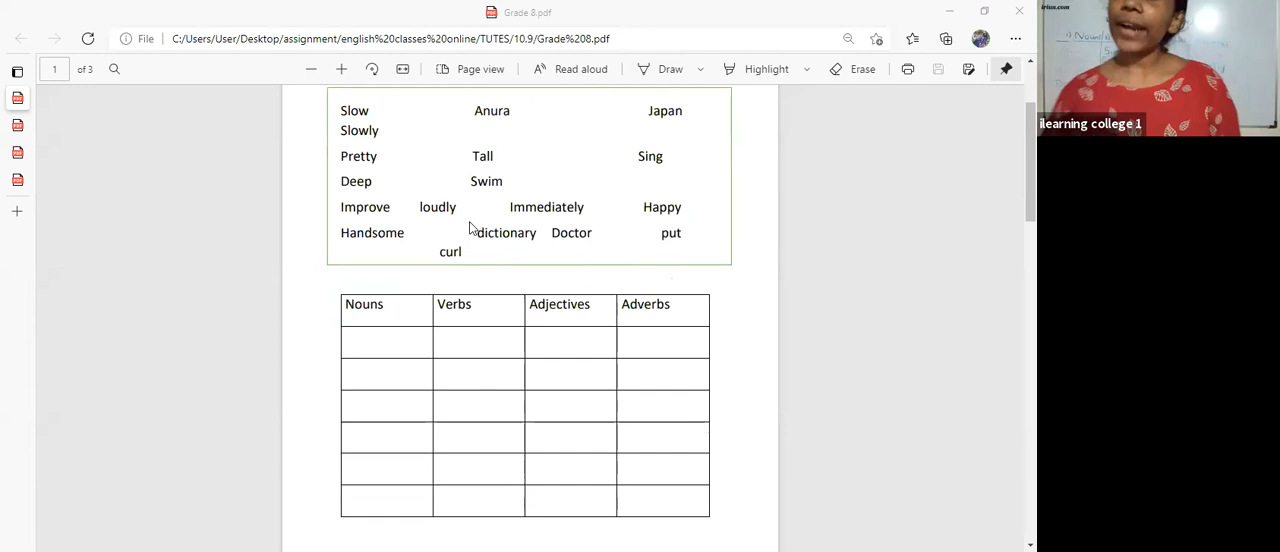 Grade 8.pdf
File C:/Users/User/Desktop/assignment/english%20classes%20online/TUTES/10.9/Grade%208.pdf
1 of 3 Page view Read aloud Draw Highlight Erase
Slow Anura Japan
Slowly
Pretty Tall Sing
Deep Swim
Improve loudly Immediately Happy
Handsome dictionary Doctor put
curl
Nouns Verbs Adjectives Adverbs
ilearning college 1